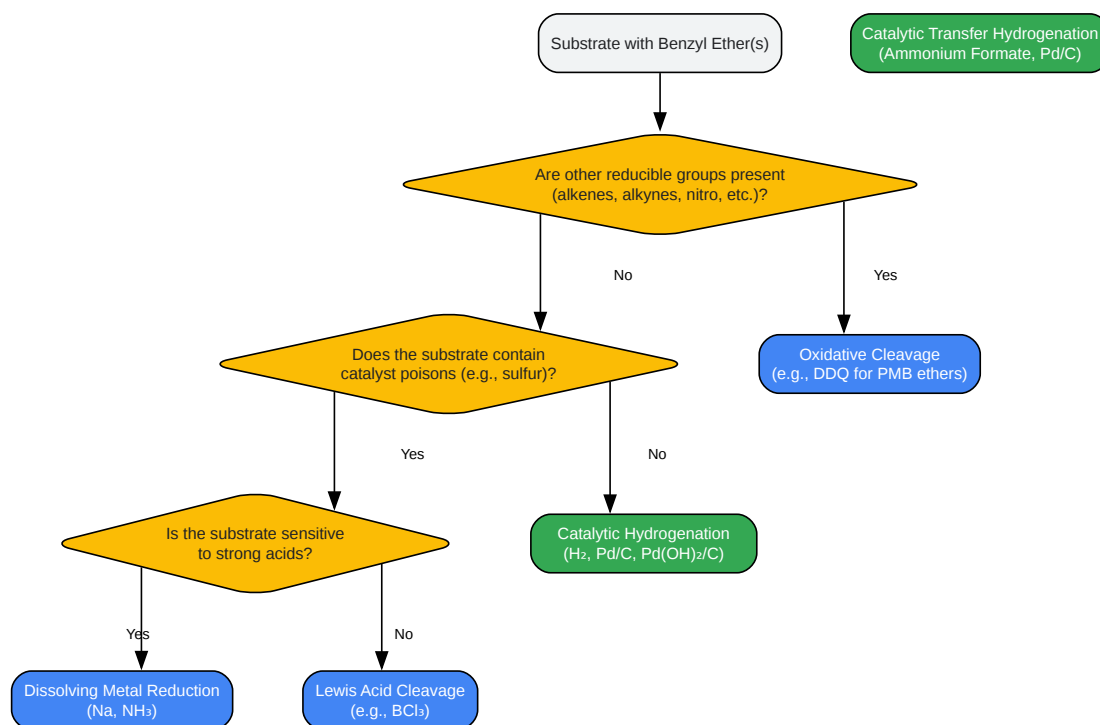 Substrate with Benzyl Ether(s)
Catalytic Transfer Hydrogenation
(Ammonium Formate, Pd/C)
Are other reducible groups present
(alkenes, alkynes, nitro, etc.)?
No
Yes
Does the substrate contain
catalyst poisons (e.g., sulfur)?
Oxidative Cleavage
(e.g., DDQ for PMB ethers)
Yes
No
Is the substrate sensitive
to strong acids?
Catalytic Hydrogenation
(H₂, Pd/C, Pd(OH)₂/C)
Yes
No
Dissolving Metal Reduction
(Na, NH₃)
Lewis Acid Cleavage
(e.g., BCl₃)